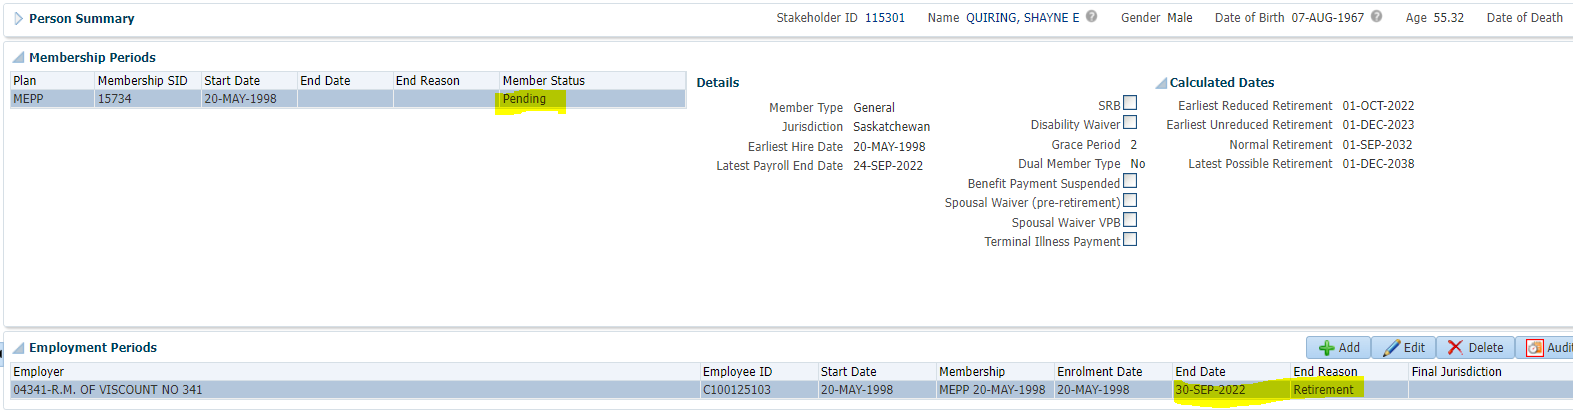 Person Summary Stakeholder ID 115301 Name QUIRING, SHAYNE E Gender Male Date of Birth 07-AUG-1967 Age 55.32 Date of Death
Membership Periods
Plan Membership SID Start Date End Date End Reason Member Status
MEPP 15734 20-MAY-1998 Pending
Details
Member Type General
Jurisdiction Saskatchewan
Earliest Hire Date 20-MAY-1998
Latest Payroll End Date 24-SEP-2022
SRB
Disability Waiver
Grace Period 2
Dual Member Type No
Benefit Payment Suspended
Spousal Waiver (pre-retirement)
Spousal Waiver VPB
Terminal Illness Payment
Calculated Dates
Earliest Reduced Retirement 01-OCT-2022
Earliest Unreduced Retirement 01-DEC-2023
Normal Retirement 01-SEP-2032
Latest Possible Retirement 01-DEC-2038
Employment Periods Add Edit Delete Audit
Employer Employee ID Start Date Membership Enrolment Date End Date End Reason Final Jurisdiction
04341-R.M. OF VISCOUNT NO 341 C100125103 20-MAY-1998 MEPP 20-MAY-1998 20-MAY-1998 30-SEP-2022 Retirement